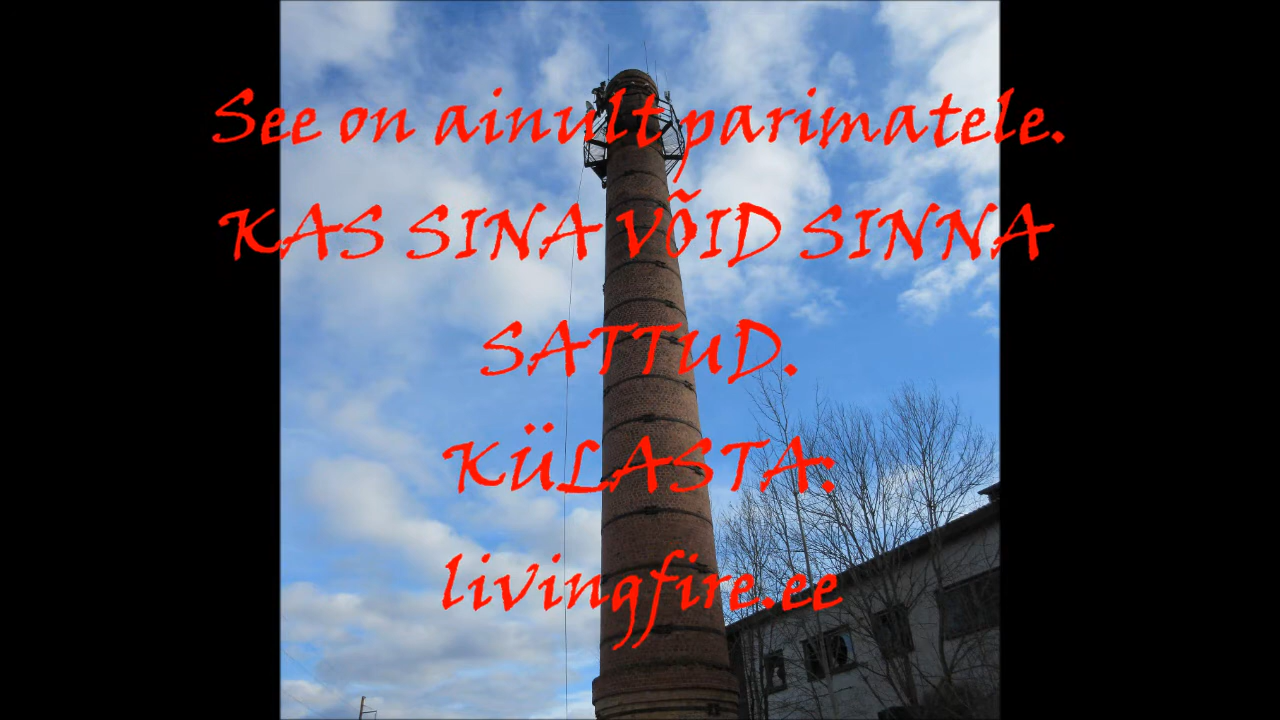 See on ainult parimatele.
KAS SINA VÕID SINNA
SATTUD.
KÜLASTA:
livingfire.ee